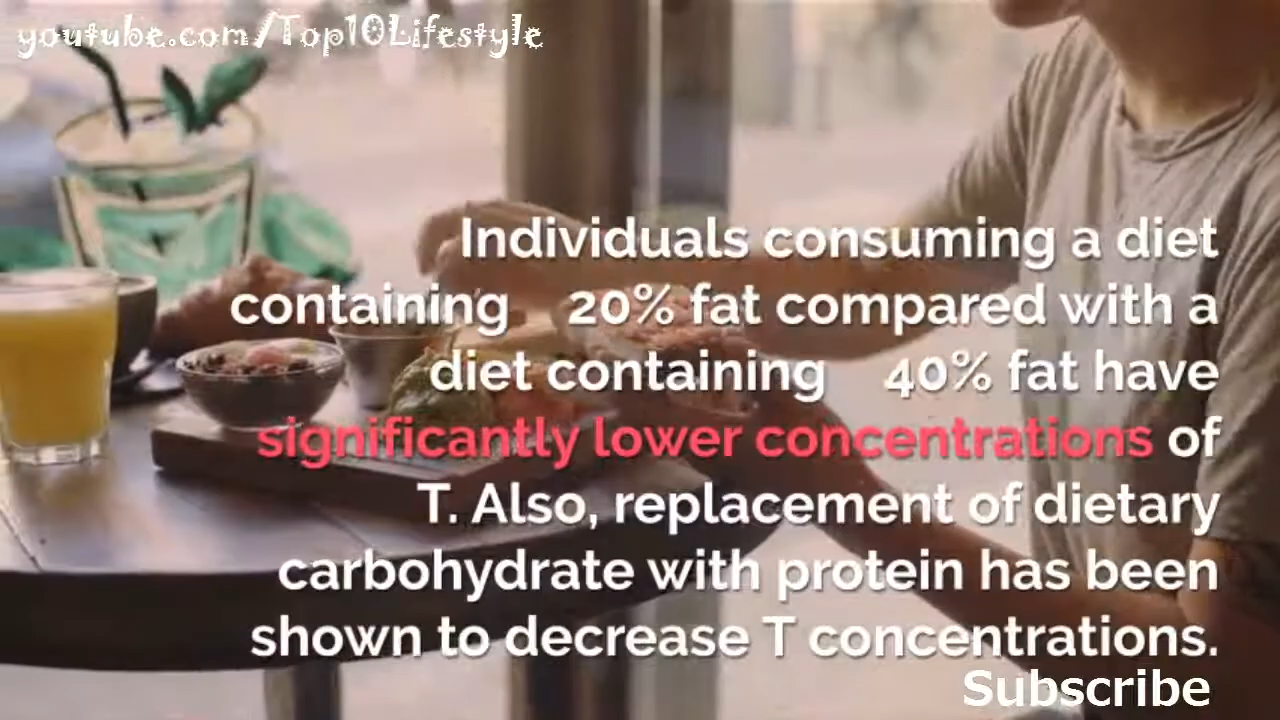 youtube.com/Top10Lifestyle
Individuals consuming a diet
containing 20% fat compared with a
diet containing 40% fat have
significantly lower concentrations of
T. Also, replacement of dietary
carbohydrate with protein has been
shown to decrease T concentrations.
Subscribe